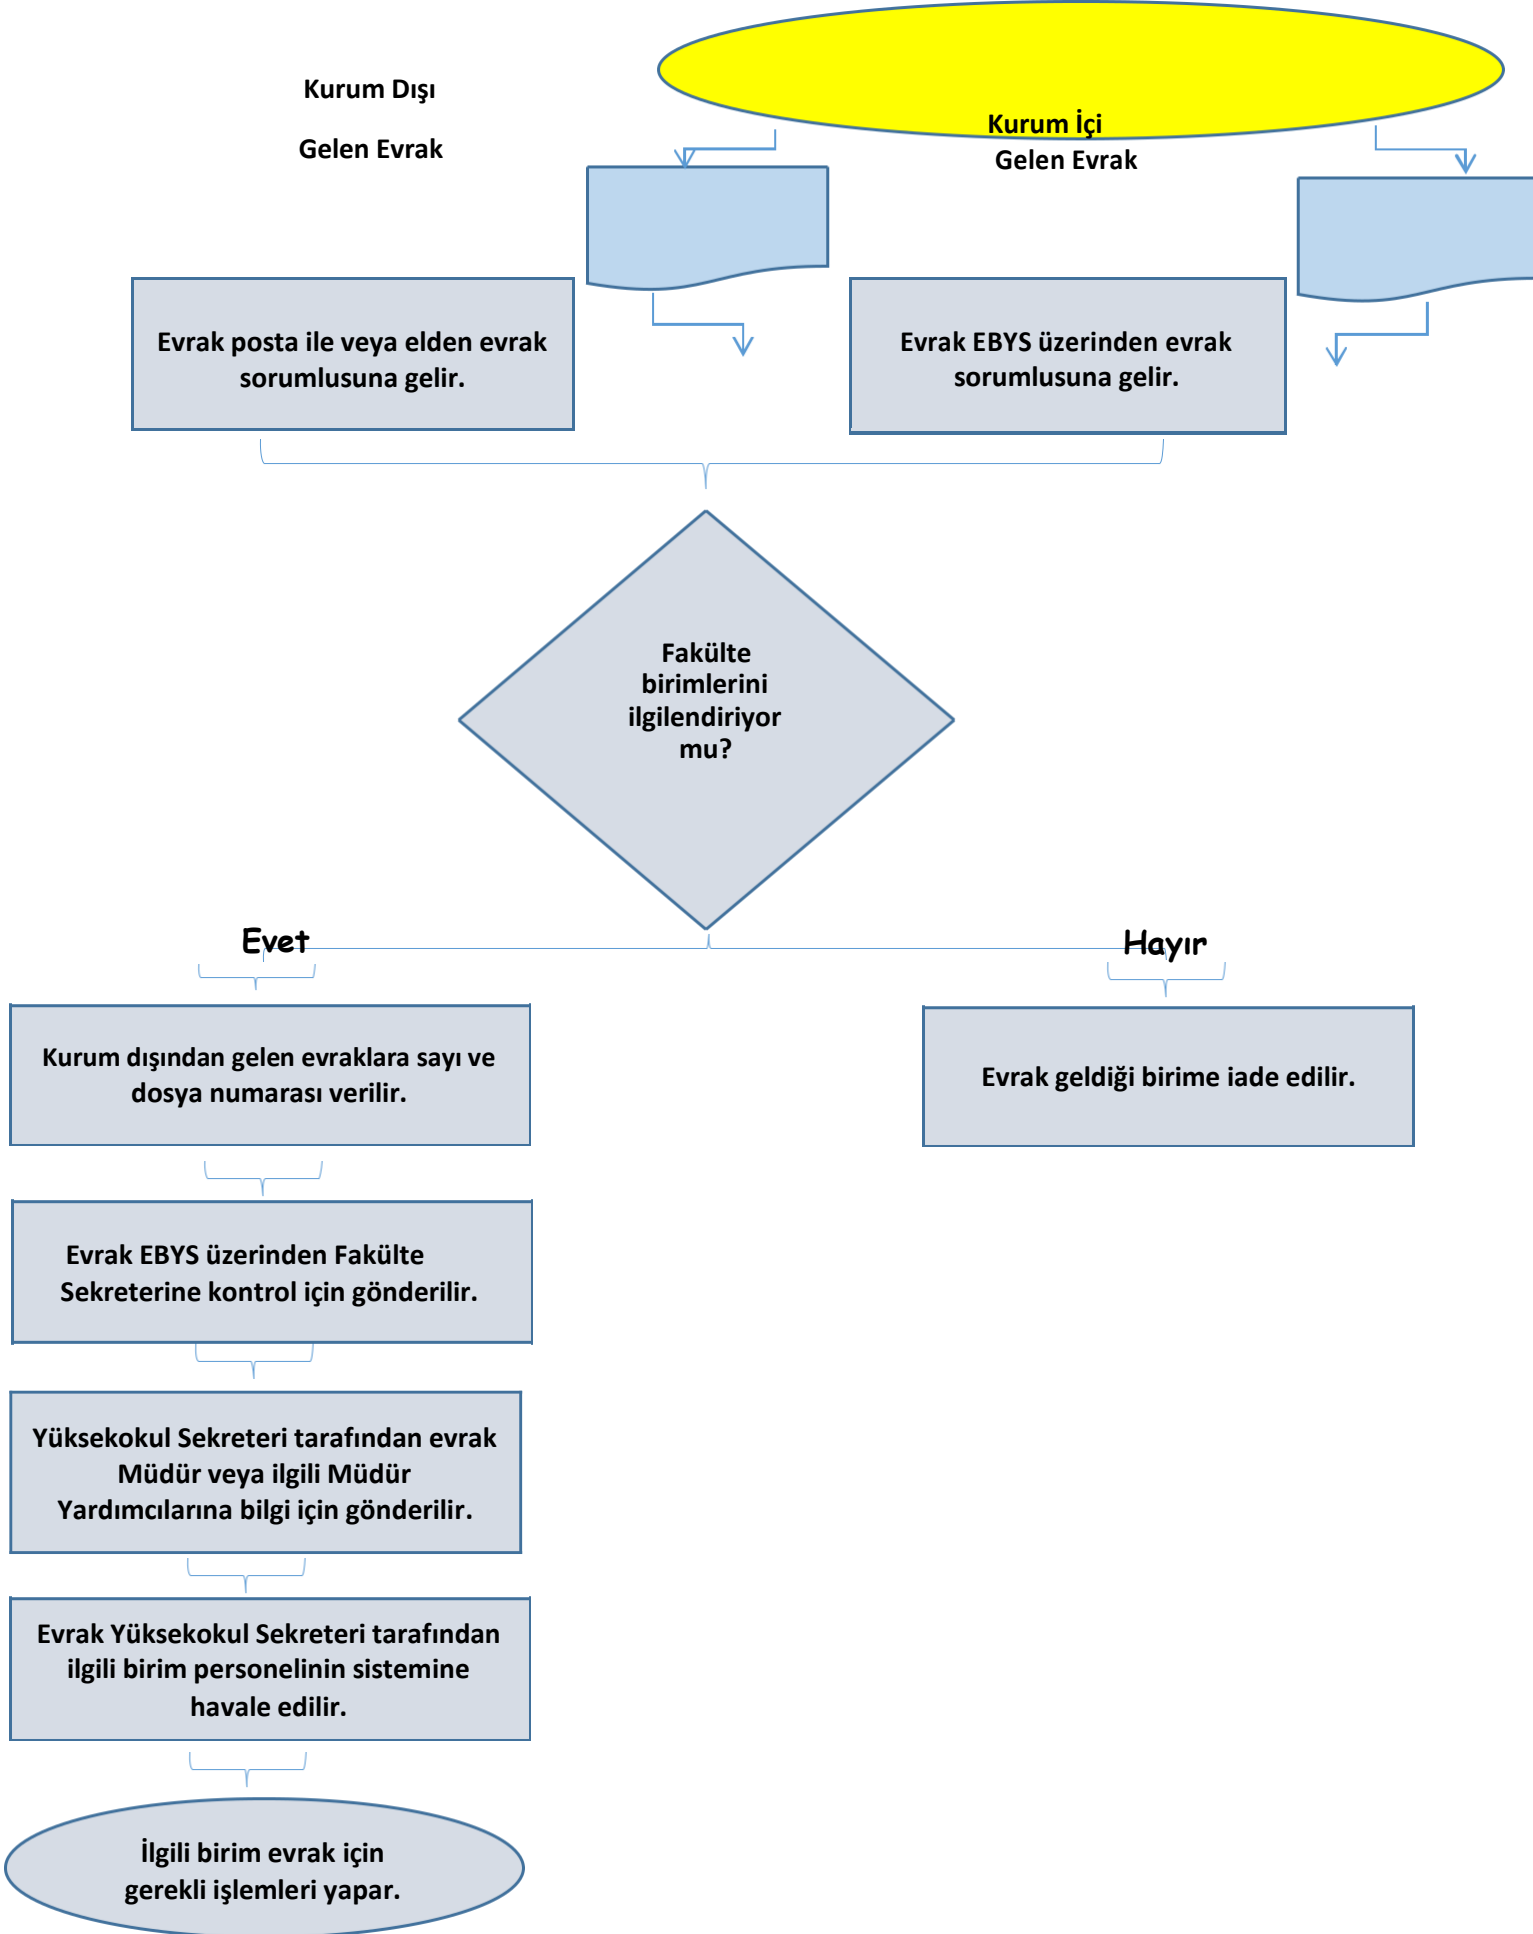 Kurum Dışı
Gelen Evrak
Kurum İçi
Gelen Evrak
Evrak posta ile veya elden evrak
sorumlusuna gelir.
Evrak EBYS üzerinden evrak
sorumlusuna gelir.
Fakülte
birimlerini
ilgilendiriyor
mu?
Evet
Hayır
Kurum dışından gelen evraklara sayı ve
dosya numarası verilir.
Evrak geldiği birime iade edilir.
Evrak EBYS üzerinden Fakülte
Sekreterine kontrol için gönderilir.
Yüksekokul Sekreteri tarafından evrak
Müdür veya ilgili Müdür
Yardımcılarına bilgi için gönderilir.
Evrak Yüksekokul Sekreteri tarafından
ilgili birim personelinin sistemine
havale edilir.
İlgili birim evrak için
gerekli işlemleri yapar.